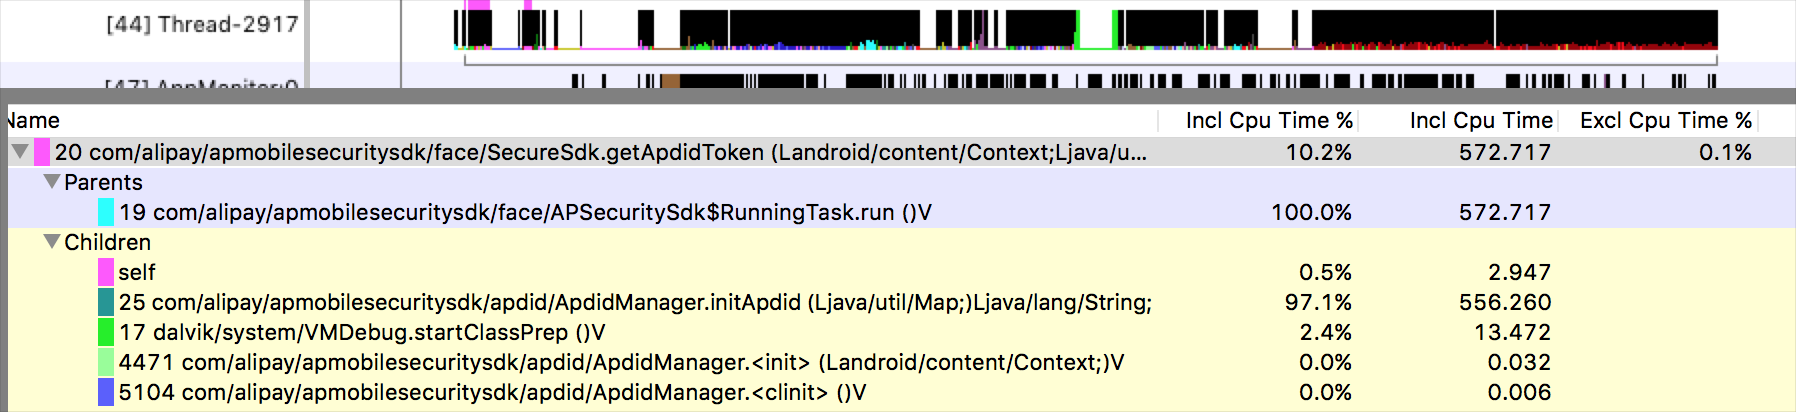 [44] Thread-2917
[47] AppMonitor:0
Name Incl Cpu Time % Incl Cpu Time Excl Cpu Time %
20 com/alipay/apmobilesecuritysdk/face/SecureSdk.getApdidToken (Landroid/content/Context;Ljava/u... 10.2% 572.717 0.1%
Parents
19 com/alipay/apmobilesecuritysdk/face/APSecuritySdk$RunningTask.run ()V 100.0% 572.717
Children
self 0.5% 2.947
25 com/alipay/apmobilesecuritysdk/apdid/ApdidManager.initApdid (Ljava/util/Map;)Ljava/lang/String; 97.1% 556.260
17 dalvik/system/VMDebug.startClassPrep ()V 2.4% 13.472
4471 com/alipay/apmobilesecuritysdk/apdid/ApdidManager.<init> (Landroid/content/Context;)V 0.0% 0.032
5104 com/alipay/apmobilesecuritysdk/apdid/ApdidManager.<clinit> ()V 0.0% 0.006